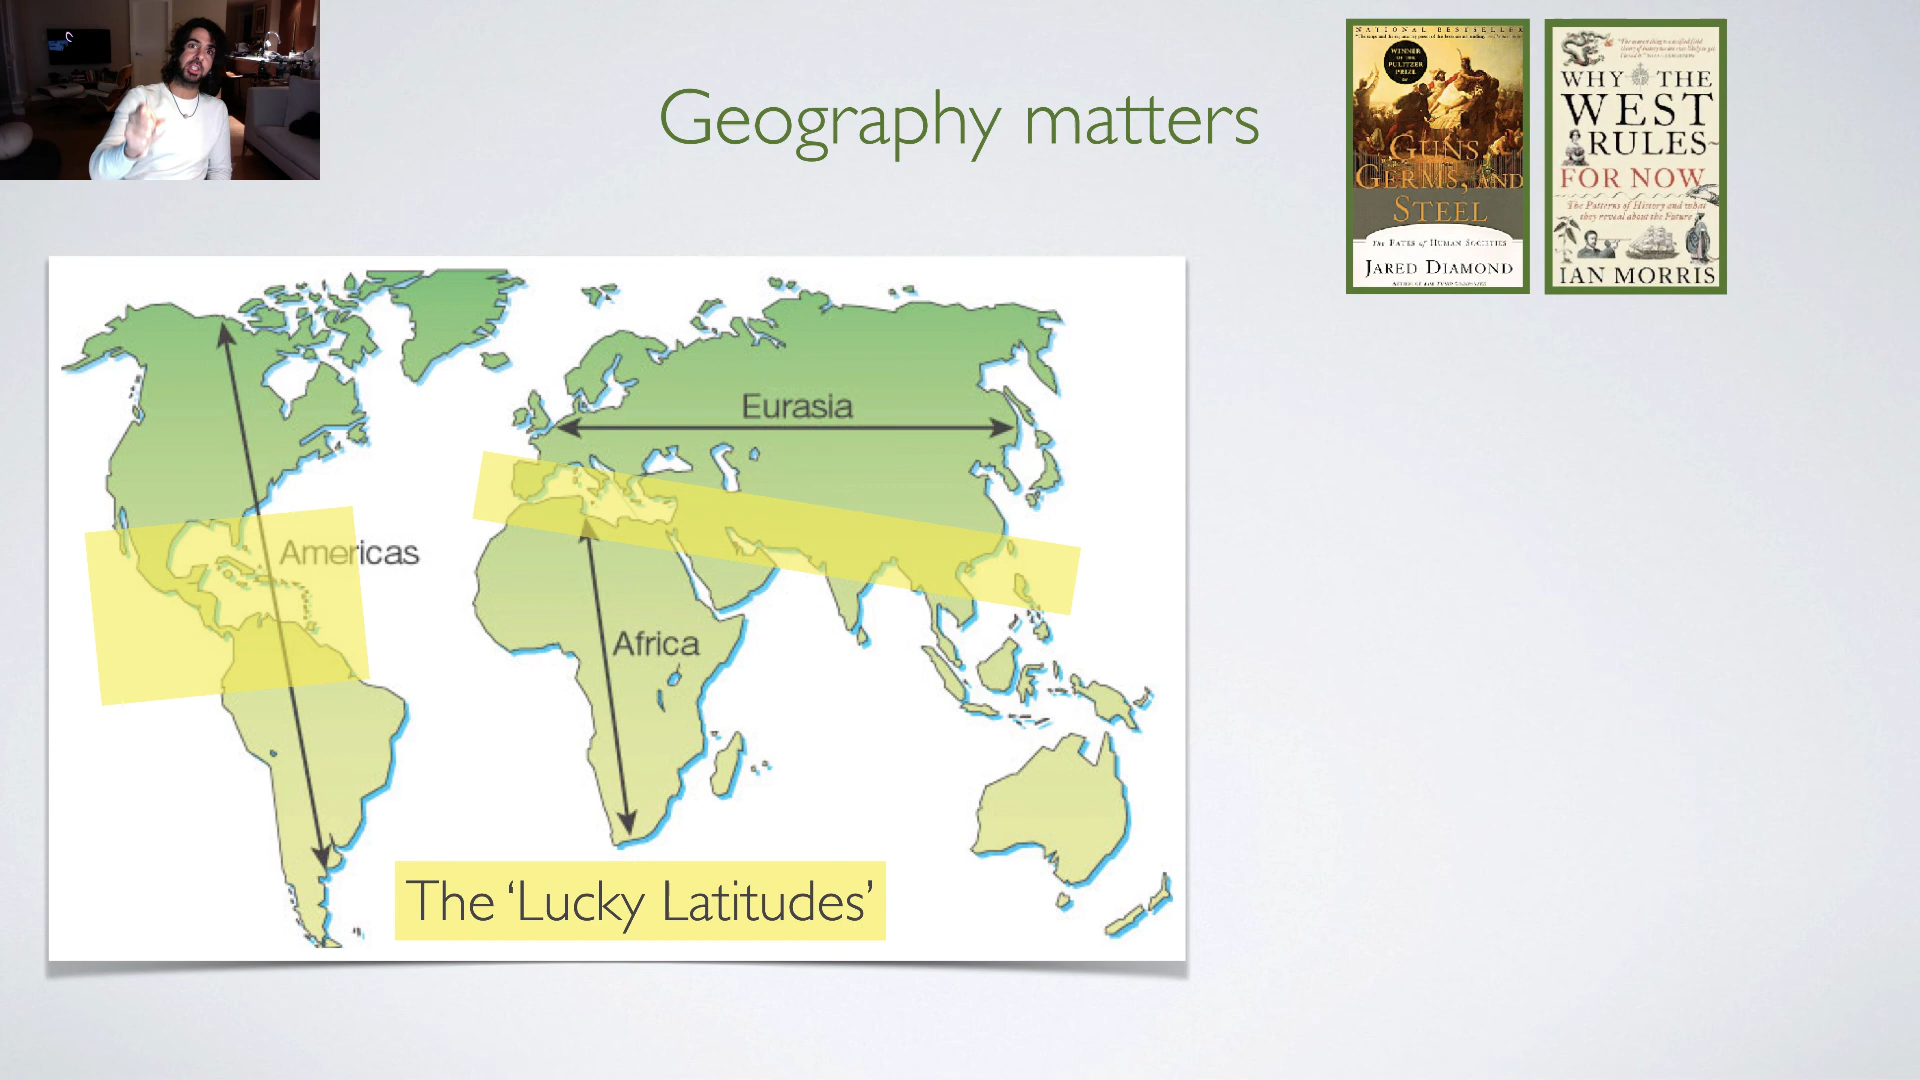 Geography matters
NATIONAL BESTSELLER
WINNER
OF THE
PULITZER
PRIZE
GUNS,
GERMS, AND
STEEL
The FATES of HUMAN SOCIETIES
JARED DIAMOND
WHY THE
WEST
RULES–
FOR NOW
The Patterns of History and what
they reveal about the Future
IAN MORRIS
Eurasia
Americas
Africa
The ‘Lucky Latitudes’